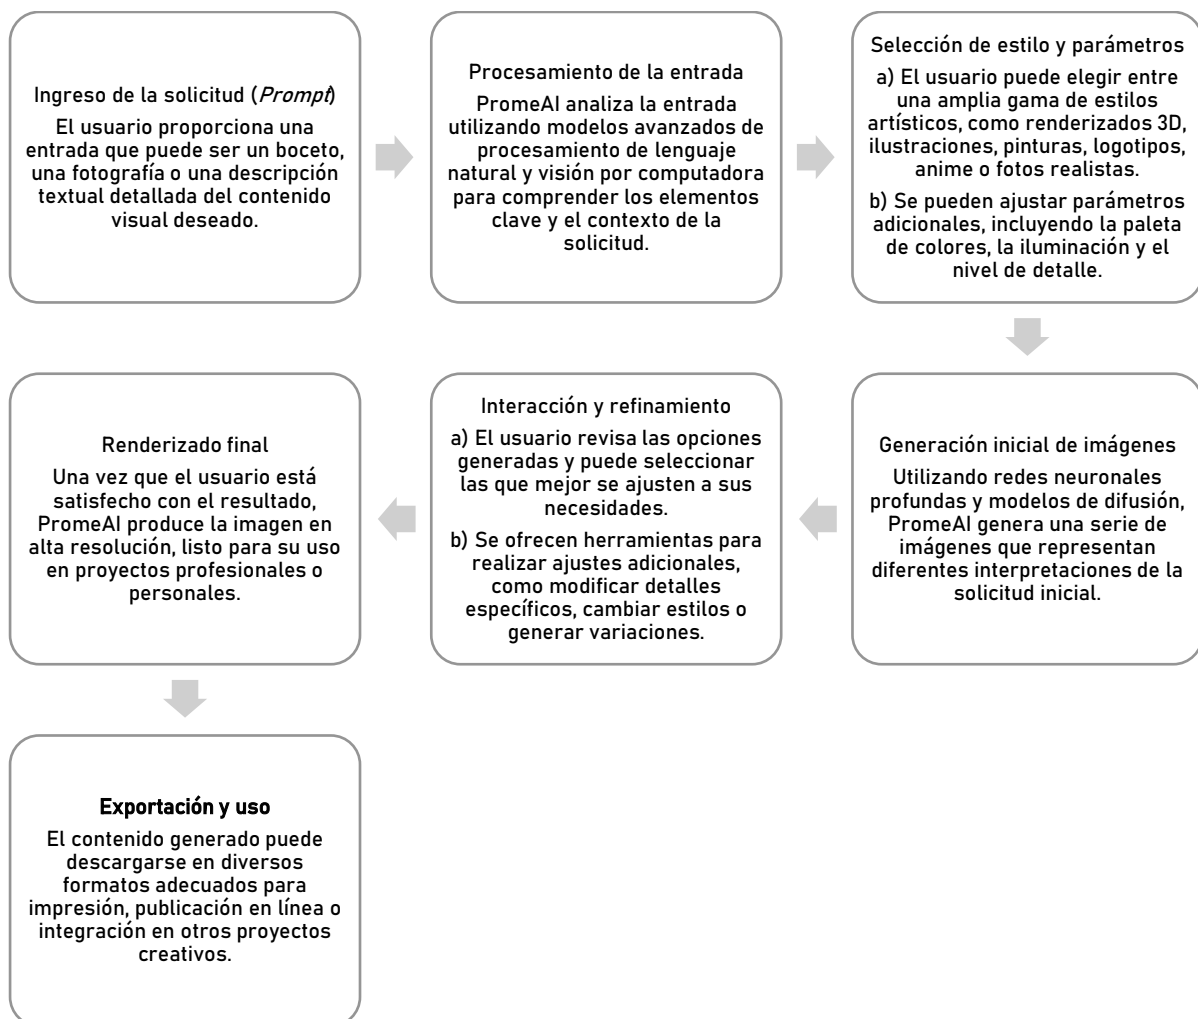 Ingreso de la solicitud (Prompt)
El usuario proporciona una
entrada que puede ser un boceto,
una fotografía o una descripción
textual detallada del contenido
visual deseado.
Procesamiento de la entrada
PromeAI analiza la entrada
utilizando modelos avanzados de
procesamiento de lenguaje
natural y visión por computadora
para comprender los elementos
clave y el contexto de la
solicitud.
Selección de estilo y parámetros
a) El usuario puede elegir entre
una amplia gama de estilos
artísticos, como renderizados 3D,
ilustraciones, pinturas, logotipos,
anime o fotos realistas.
b) Se pueden ajustar parámetros
adicionales, incluyendo la paleta
de colores, la iluminación y el
nivel de detalle.
Generación inicial de imágenes
Utilizando redes neuronales
profundas y modelos de difusión,
PromeAI genera una serie de
imágenes que representan
diferentes interpretaciones de la
solicitud inicial.
Interacción y refinamiento
a) El usuario revisa las opciones
generadas y puede seleccionar
las que mejor se ajusten a sus
necesidades.
b) Se ofrecen herramientas para
realizar ajustes adicionales,
como modificar detalles
específicos, cambiar estilos o
generar variaciones.
Renderizado final
Una vez que el usuario está
satisfecho con el resultado,
PromeAI produce la imagen en
alta resolución, listo para su uso
en proyectos profesionales o
personales.
Exportación y uso
El contenido generado puede
descargarse en diversos
formatos adecuados para
impresión, publicación en línea o
integración en otros proyectos
creativos.